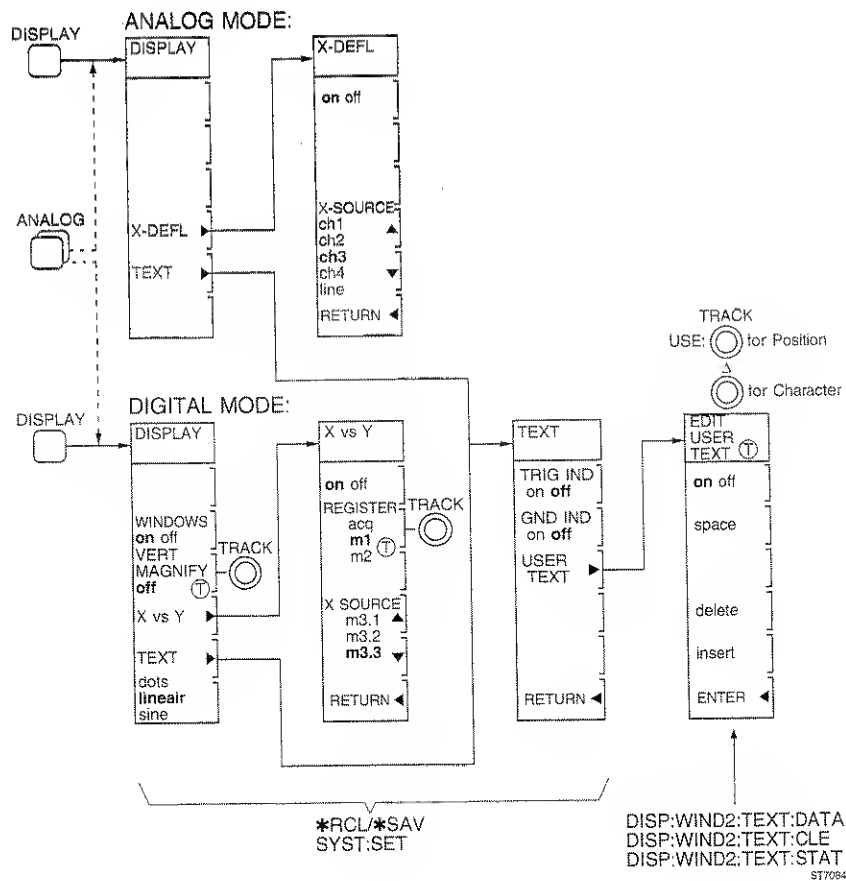 ANALOG MODE:
DISPLAY
DISPLAY
X-DEFL
on off
ANALOG
X-DEFL
TEXT
X-SOURCE
ch1
ch2
ch3
ch4
line
RETURN
TRACK
USE: for Position
Δ
for Character
DIGITAL MODE:
DISPLAY
DISPLAY
WINDOWS
on off
VERT
MAGNIFY
off T
TRACK
X vs Y
TEXT
dots
lineair
sine
X vs Y
on off
REGISTER
acq
m1 T
m2
TRACK
X SOURCE
m3.1
m3.2
m3.3
RETURN
TEXT
TRIG IND
on off
GND IND
on off
USER
TEXT
RETURN
EDIT
USER
TEXT T
on off
space
delete
insert
ENTER
*RCL/*SAV
SYST:SET
DISP:WIND2:TEXT:DATA
DISP:WIND2:TEXT:CLE
DISP:WIND2:TEXT:STAT
ST7084